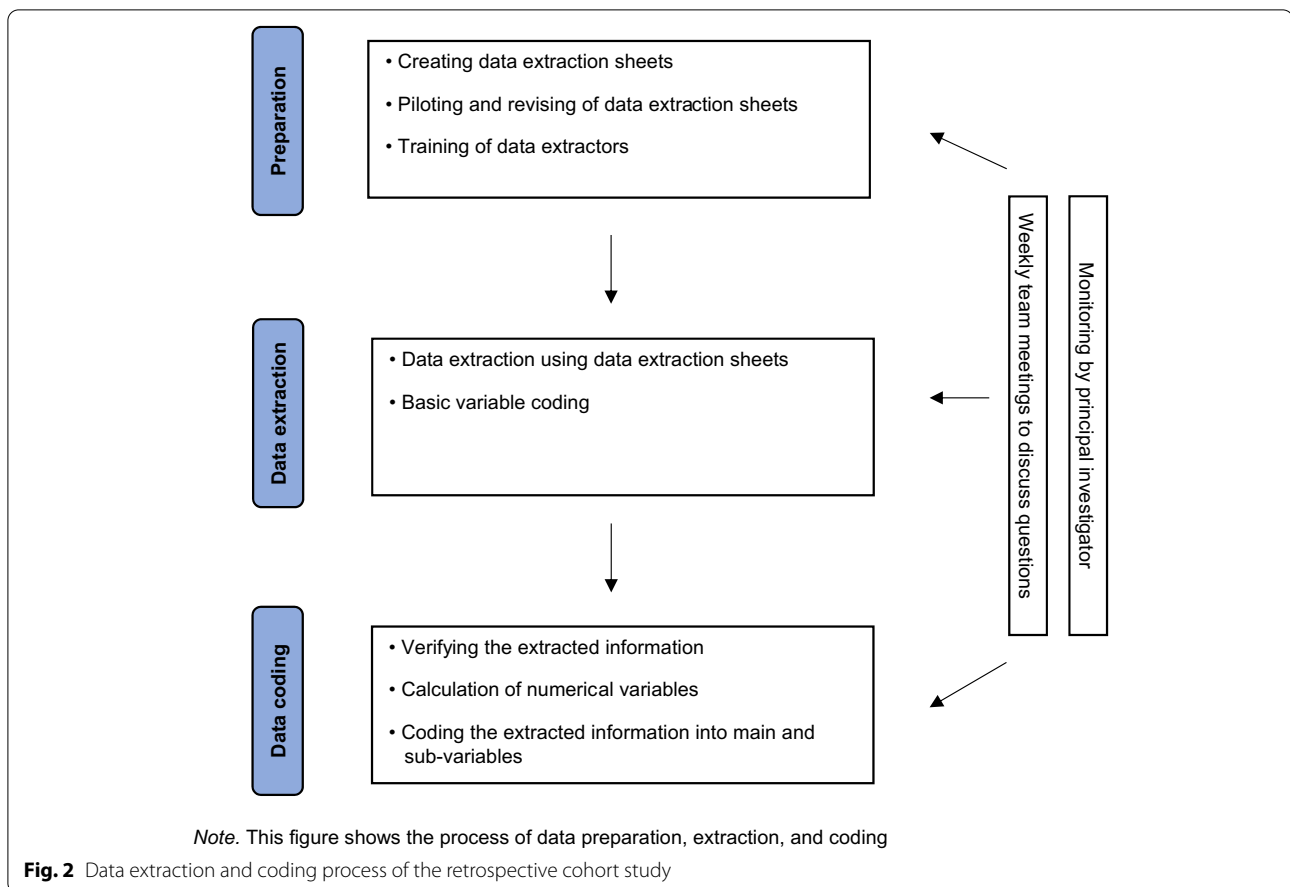 Preparation
• Creating data extraction sheets
• Piloting and revising of data extraction sheets
• Training of data extractors
Data extraction
• Data extraction using data extraction sheets
• Basic variable coding
Data coding
• Verifying the extracted information
• Calculation of numerical variables
• Coding the extracted information into main and
sub-variables
Weekly team meetings to discuss questions
Monitoring by principal investigator
Note. This figure shows the process of data preparation, extraction, and coding
Fig. 2 Data extraction and coding process of the retrospective cohort study